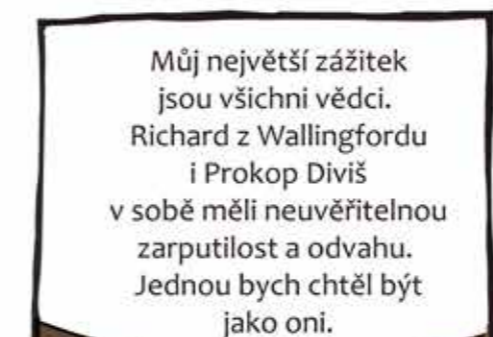 Můj největší zážitek
jsou všichni vědci.
Richard z Wallingfordu
i Prokop Diviš
v sobě měli neuvěřitelnou
zarputilost a odvahu.
Jednou bych chtěl být
jako oni.